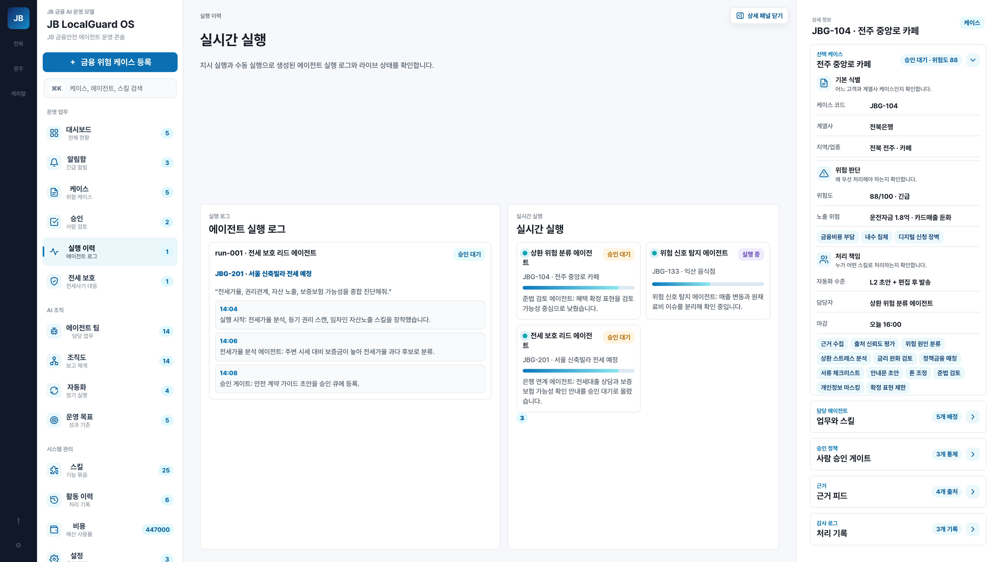 JB
전북
광주
캐피탈
!
JB 금융 AI 운영 모델
JB LocalGuard OS
JB 금융안전 에이전트 운영 콘솔
+ 금융 위험 케이스 등록
⌘K 케이스, 에이전트, 스킬 검색
운영 업무
대시보드
전체 현황
5
알림함
긴급 알림
3
케이스
위험 케이스
5
승인
사람 검토
2
실행 이력
에이전트 로그
1
전세 보호
전세사기 대응
1
AI 조직
에이전트 팀
담당 업무
14
조직도
보고 체계
14
자동화
정기 실행
4
운영 목표
성과 기준
5
시스템 관리
스킬
기능 묶음
25
활동 이력
처리 기록
6
비용
예산 사용률
447000
설정
3
실행 이력
상세 패널 닫기
실시간 실행
지시 실행과 수동 실행으로 생성된 에이전트 실행 로그와 라이브 상태를 확인합니다.
실행 로그
에이전트 실행 로그
run-001 · 전세 보호 리드 에이전트
승인 대기
JBG-201 · 서울 신축빌라 전세 예정
“전세가율, 권리관계, 자산 노출, 보증보험 가능성을 종합 진단해줘.”
14:04
실행 시작: 전세가율 분석, 등기 권리 스캔, 임차인 자산노출 스킬을 장착했습니다.
14:06
전세가율 분석 에이전트: 주변 시세 대비 보증금이 높아 전세가율 과다 후보로 분류.
14:08
승인 게이트: 안전 계약 가이드 초안을 승인 큐에 등록.
실시간 실행
실시간 실행
상환 위험 분류 에이전
트
승인 대기
JBG-104 · 전주 중앙로 카페
준법 검토 에이전트: 혜택 확정 표현을 검토
가능성 중심으로 낮췄습니다.
위험 신호 탐지 에이전트
실행 중
JBG-133 · 익산 음식점
위험 신호 탐지 에이전트: 매출 변동과 원재
료비 이슈를 분리해 확인 중입니다.
전세 보호 리드 에이전
트
승인 대기
JBG-201 · 서울 신축빌라 전세 예정
은행 연계 에이전트: 전세대출 상담과 보증
보험 가능성 확인 안내를 승인 대기로 올렸
습니다.
3
상세 정보
JBG-104 · 전주 중앙로 카페
케이스
선택 케이스
전주 중앙로 카페
승인 대기 · 위험도 88
기본 식별
어느 고객과 계열사 케이스인지 확인합니다.
케이스 코드 JBG-104
계열사 전북은행
지역/업종 전북 전주 · 카페
위험 판단
왜 우선 처리해야 하는지 확인합니다.
위험도 88/100 · 긴급
노출 위험 운전자금 1.8억 · 카드매출 둔화
금융비용 부담 내수 침체 디지털 신청 장벽
처리 책임
누가 어떤 스킬로 처리하는지 확인합니다.
자동화 수준 L2 초안 + 편집 후 발송
담당자 상환 위험 분류 에이전트
마감 오늘 16:00
근거 수집 출처 신뢰도 평가 위험 원인 분류
상환 스트레스 분석 금리 완화 검토 정책금융 매칭
서류 체크리스트 안내문 초안 톤 조정 준법 검토
개인정보 마스킹 확정 표현 제한
담당 에이전트
업무와 스킬
5개 배정
승인 정책
사람 승인 게이트
3개 통제
근거
근거 피드
4개 출처
감사 로그
처리 기록
3개 기록